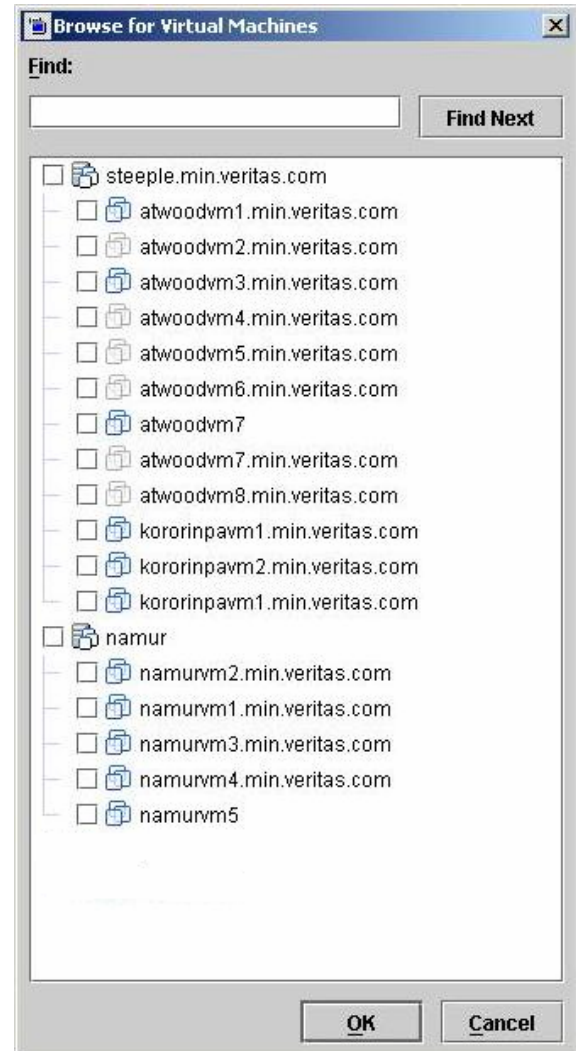 Browse for Virtual Machines
Find:
Find Next
steeple.min.veritas.com
atwoodvm1.min.veritas.com
atwoodvm2.min.veritas.com
atwoodvm3.min.veritas.com
atwoodvm4.min.veritas.com
atwoodvm5.min.veritas.com
atwoodvm6.min.veritas.com
atwoodvm7
atwoodvm7.min.veritas.com
atwoodvm8.min.veritas.com
kororinpavm1.min.veritas.com
kororinpavm2.min.veritas.com
kororinpavm1.min.veritas.com
namur
namurvm2.min.veritas.com
namurvm1.min.veritas.com
namurvm3.min.veritas.com
namurvm4.min.veritas.com
namurvm5
OK Cancel